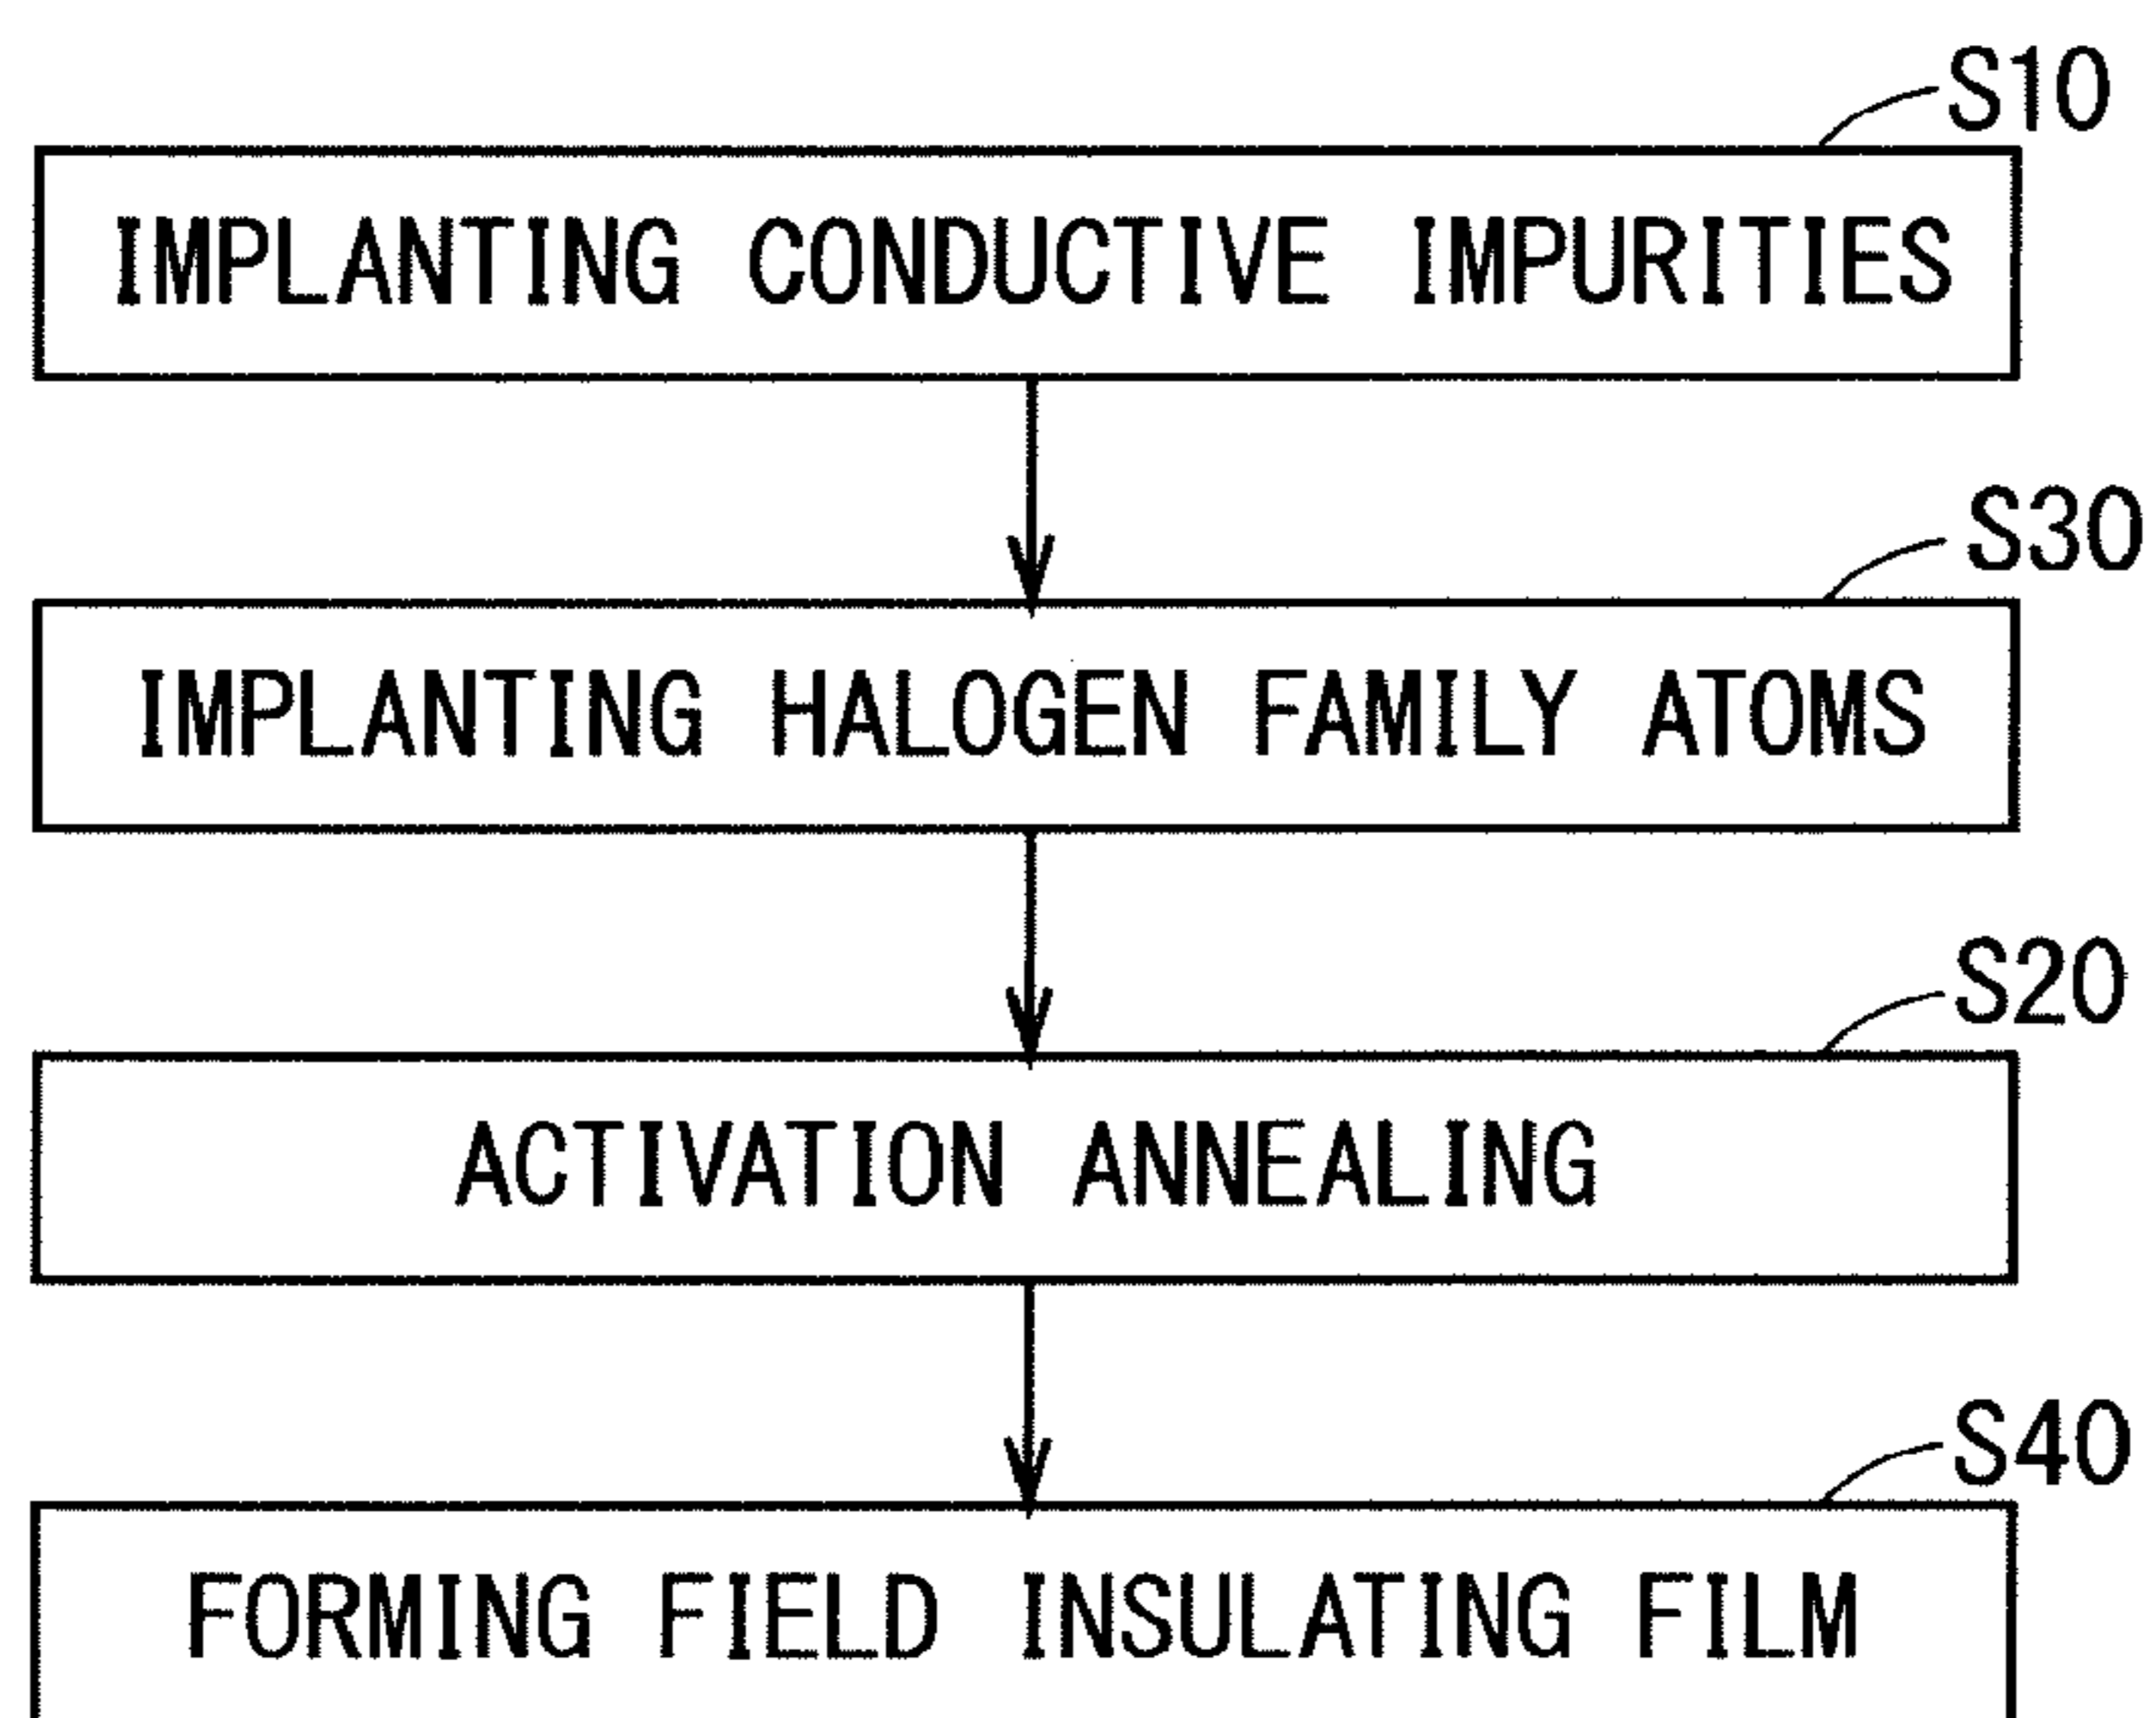 S10
IMPLANTING CONDUCTIVE IMPURITIES
S30
IMPLANTING HALOGEN FAMILY ATOMS
S20
ACTIVATION ANNEALING
S40
FORMING FIELD INSULATING FILM